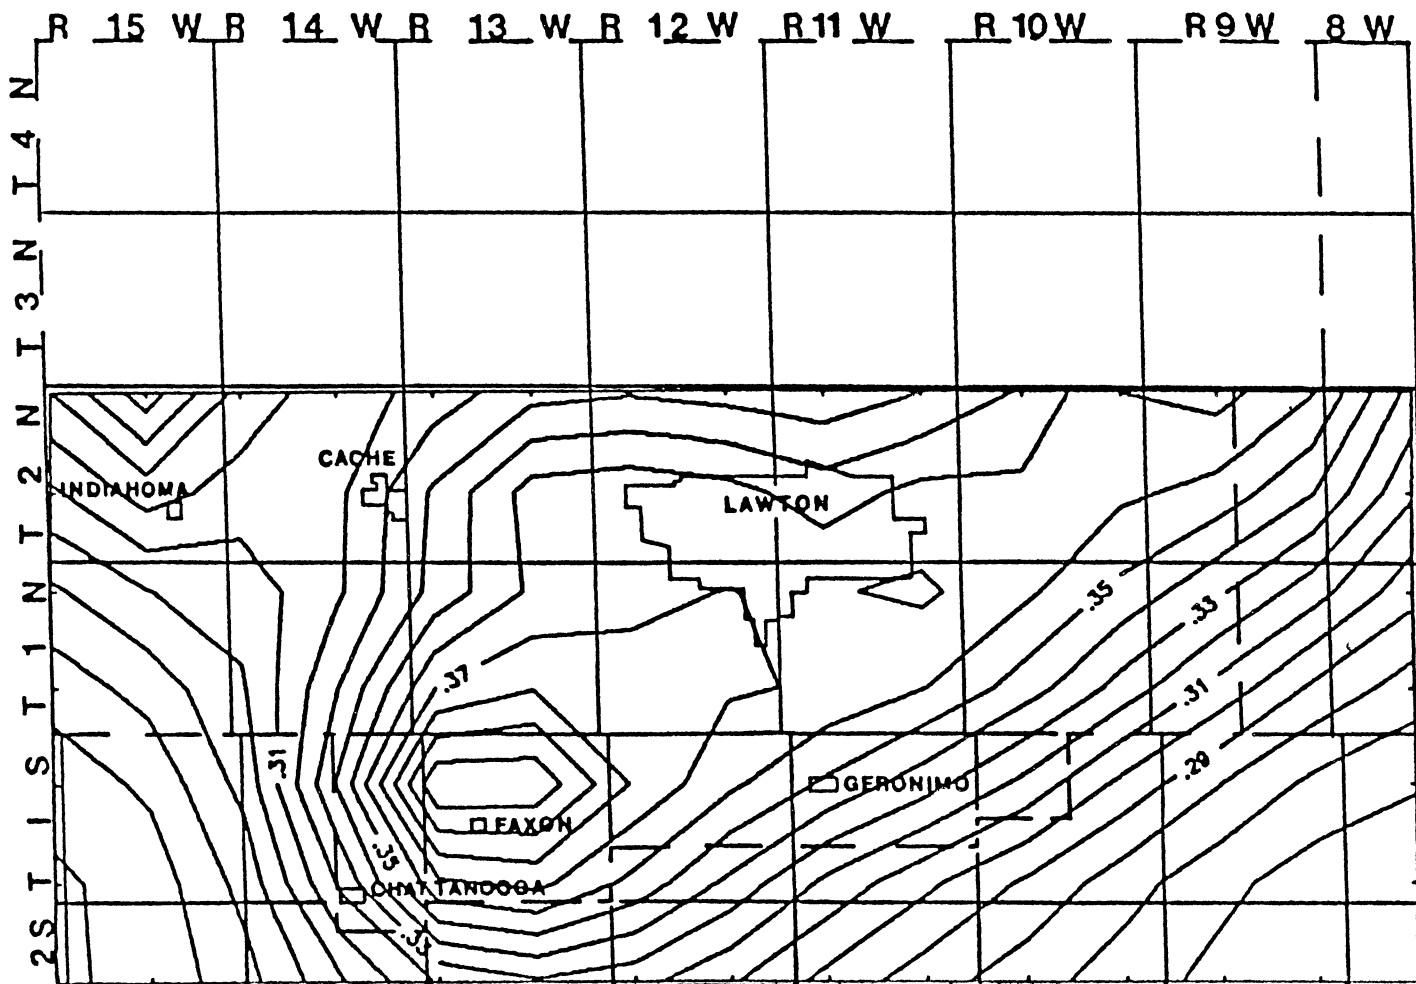 R 15 W R 14 W R 13 W R 12 W R 11 W R 10 W R 9 W 8 W
T 4 N
T 3 N
T 2 N
T 1 N
T 1 S
2S
CACHE
INDIAHOMA
LAWTON
.35
.33
.37
.31
.31
.29
GERONIMO
FAXON
.35
CHATTANOOGA
.33